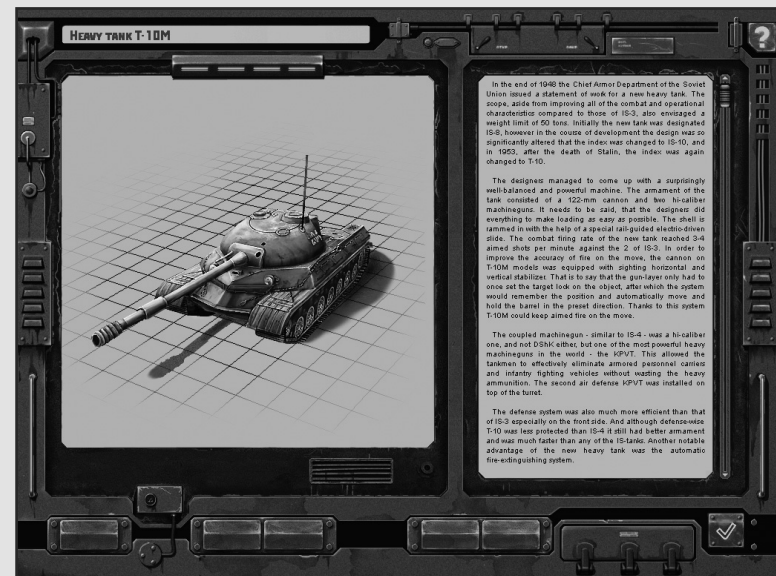 Heavy tank T-10M
In the end of 1948 the Chief Armor Department of the Soviet
Union issued a statement of work for a new heavy tank. The
scope, aside from improving all of the combat and operational
characteristics compared to those of IS-3, also envisaged a
weight limit of 50 tons. Initially the new tank was designated
IS-8, however in the course of development the design was so
significantly altered that the index was changed to IS-10, and
in 1953, after the death of Stalin, the index was again
changed to T-10.
The designers managed to come up with a surprisingly
well-balanced and powerful machine. The armament of the
tank consisted of a 122-mm cannon and two hi-caliber
machineguns. It needs to be said, that the designers did
everything to make loading as easy as possible. The shell is
rammed in with the help of a special rail-guided electric-driven
slide. The combat firing rate of the new tank reached 3-4
aimed shots per minute against the 2 of IS-3. In order to
improve the accuracy of fire on the move, the cannon on
T-10M models was equipped with sighting horizontal and
vertical stabilizer. That is to say that the gun-layer only had to
once set the target lock on the object, after which the system
would remember the position and automatically move and
hold the barrel in the preset direction. Thanks to this system
T-10M could keep aimed fire on the move.
The coupled machinegun - similar to IS-4 - was a hi-caliber
one, and not DShK either, but one of the most powerful heavy
machineguns in the world - the KPVT. This allowed the
tankmen to effectively eliminate armored personnel carriers
and infantry fighting vehicles without wasting the heavy
ammunition. The second air defense KPVT was installed on
top of the turret.
The defense system was also much more efficient than that
of IS-3 especially on the front side. And although defense-wise
T-10 was less protected than IS-4 it still had better armament
and was much faster than any of the IS-tanks. Another notable
advantage of the new heavy tank was the automatic
fire-extinguishing system.